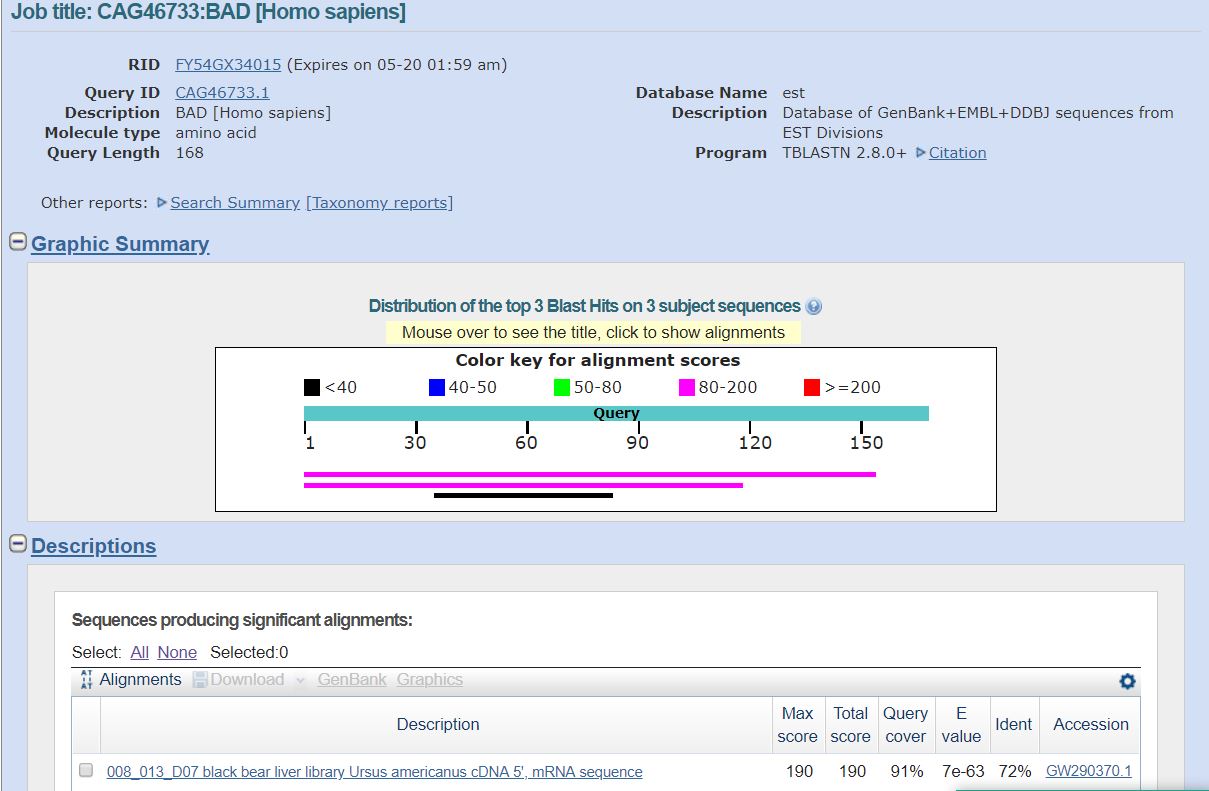 Job title: CAG46733:BAD [Homo sapiens]
RID FY54GX34015 (Expires on 05-20 01:59 am)
Query ID CAG46733.1
Description BAD [Homo sapiens]
Molecule type amino acid
Query Length 168
Database Name est
Description Database of GenBank+EMBL+DDBJ sequences from
EST Divisions
Program TBLASTN 2.8.0+ Citation
Other reports: Search Summary [Taxonomy reports]
Graphic Summary
Distribution of the top 3 Blast Hits on 3 subject sequences
Mouse over to see the title, click to show alignments
Color key for alignment scores
<40 40-50 50-80 80-200 >=200
Query
1 30 60 90 120 150
Descriptions
Sequences producing significant alignments:
Select: All None Selected:0
Alignments Download GenBank Graphics
Description Max score Total score Query cover E value Ident Accession
008_013_D07 black bear liver library Ursus americanus cDNA 5', mRNA sequence 190 190 91% 7e-63 72% GW290370.1